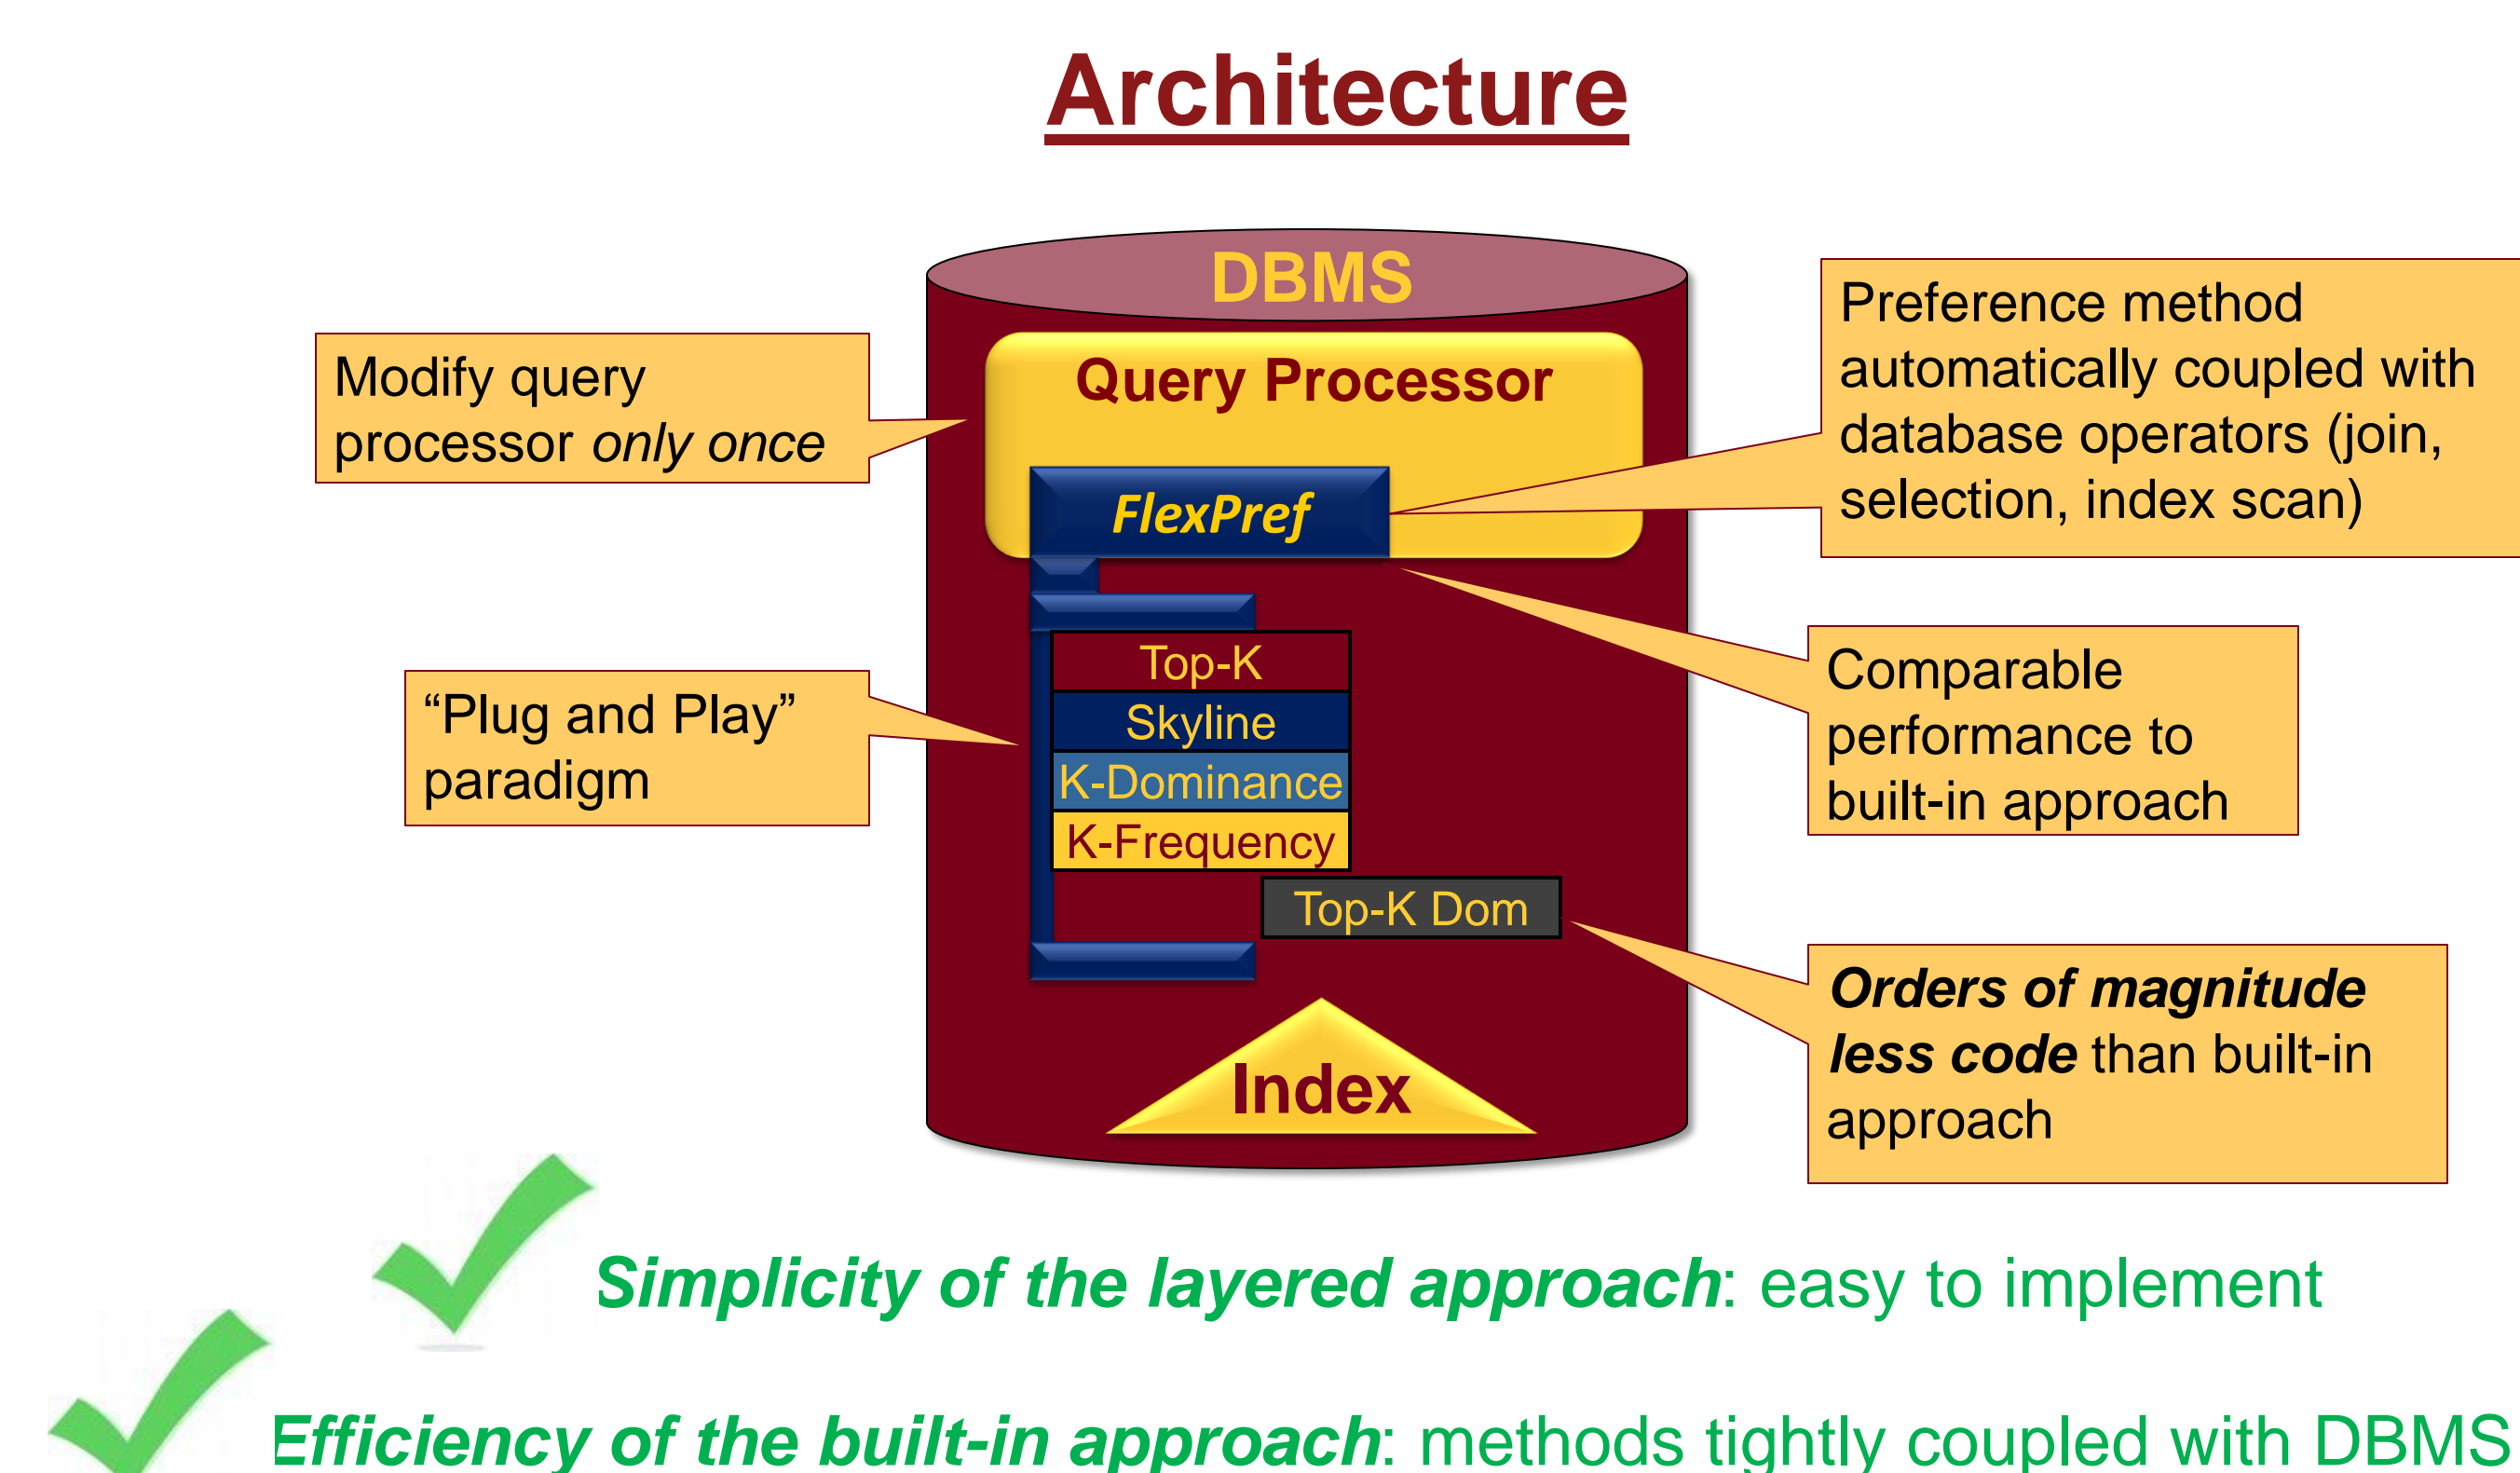 Architecture
DBMS
Query Processor
FlexPref
Modify query
processor only once
Preference method
automatically coupled with
database operators (join,
selection, index scan)
“Plug and Play”
paradigm
Top-K
Skyline
K-Dominance
K-Frequency
Top-K Dom
Comparable
performance to
built-in approach
Index
Orders of magnitude
less code than built-in
approach
Simplicity of the layered approach: easy to implement
Efficiency of the built-in approach: methods tightly coupled with DBMS